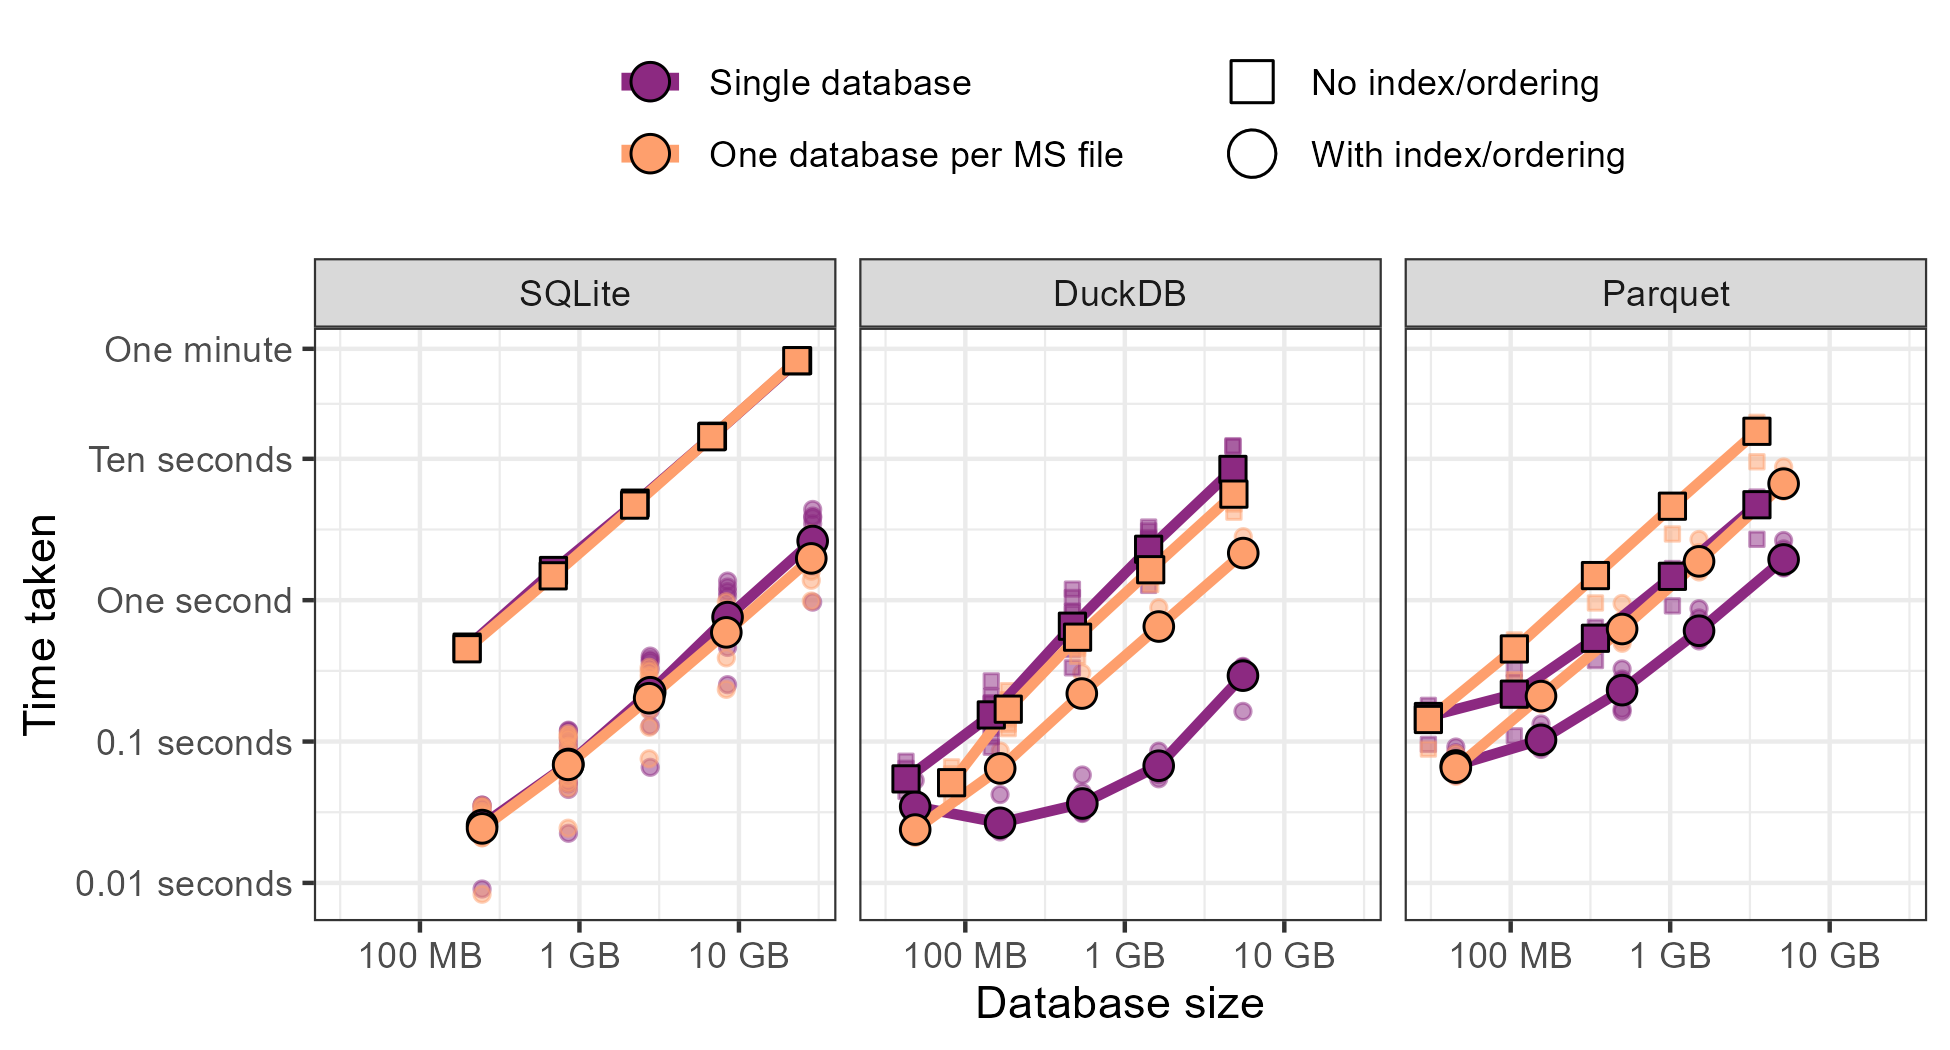 Single database
No index/ordering
One database per MS file
With index/ordering
SQLite
DuckDB
Parquet
One minute
Ten seconds
One second
0.1 seconds
0.01 seconds
Time taken
100 MB
1 GB
10 GB
100 MB
1 GB
10 GB
100 MB
1 GB
10 GB
Database size